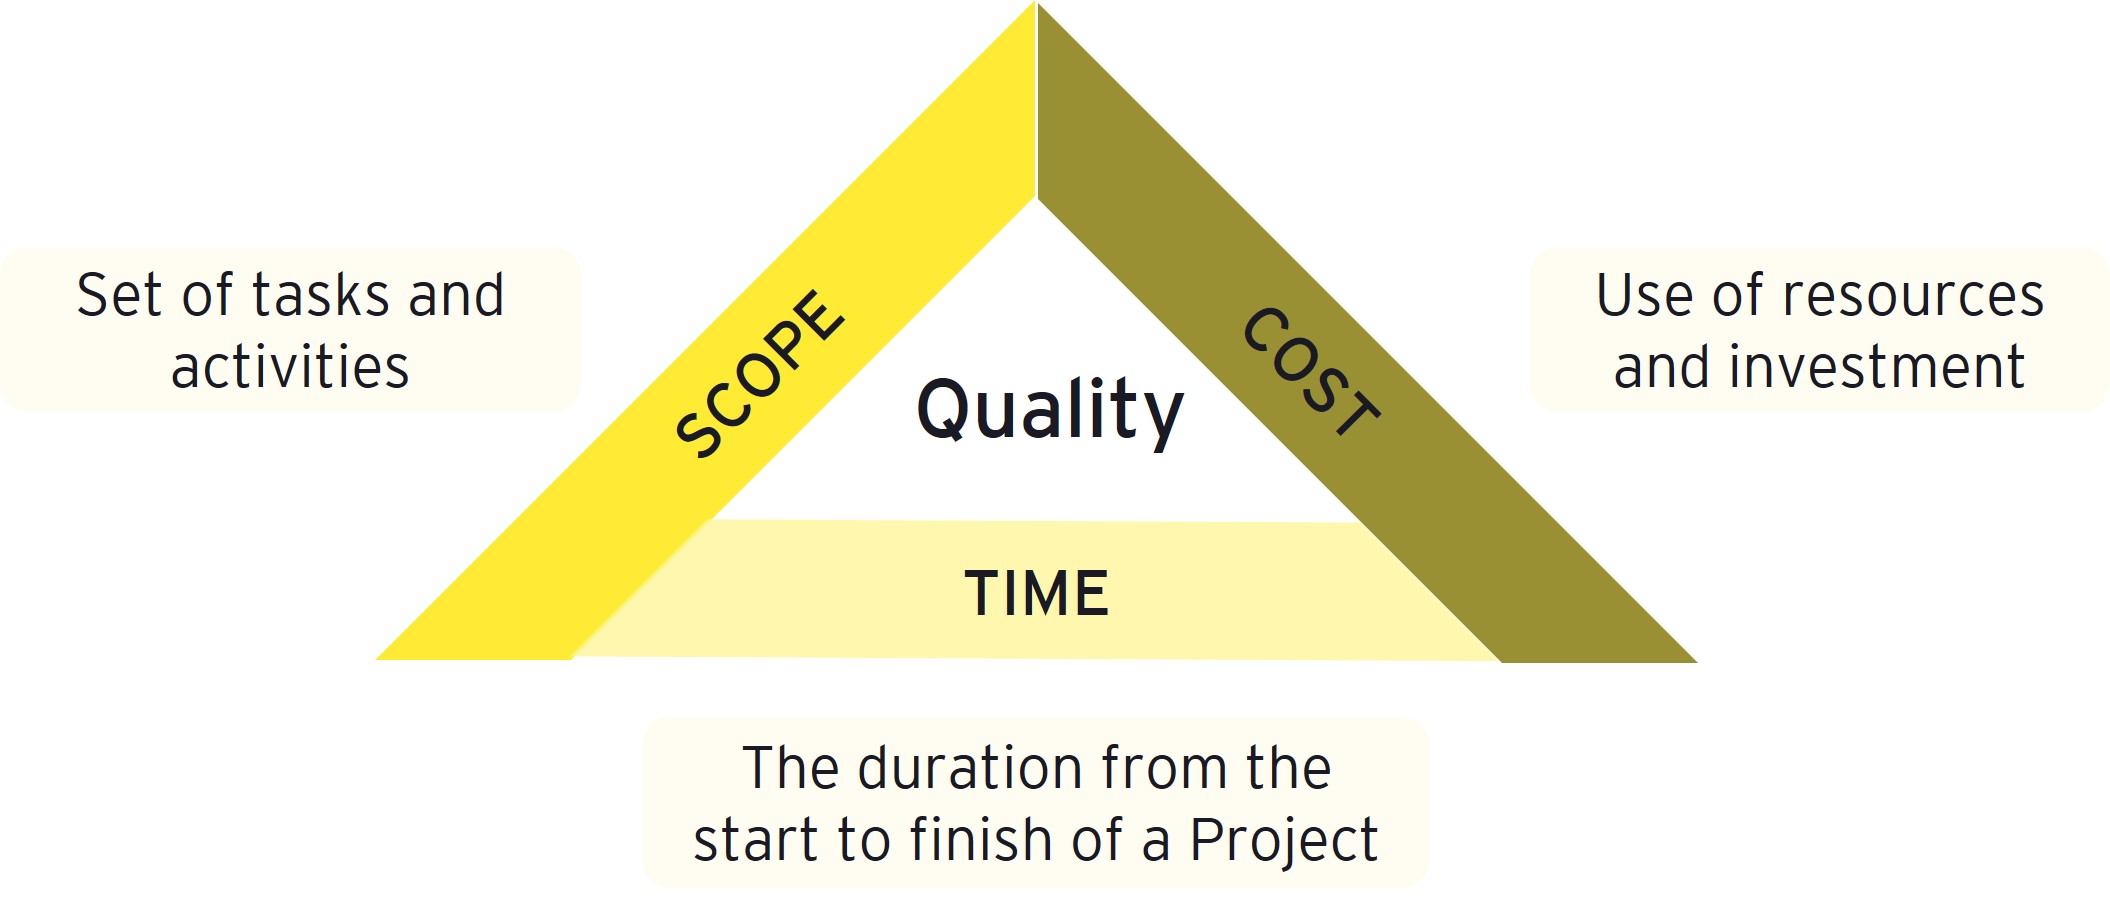 Set of tasks and
activities
SCOPE
Quality
COST
Use of resources
and investment
TIME
The duration from the
start to finish of a Project